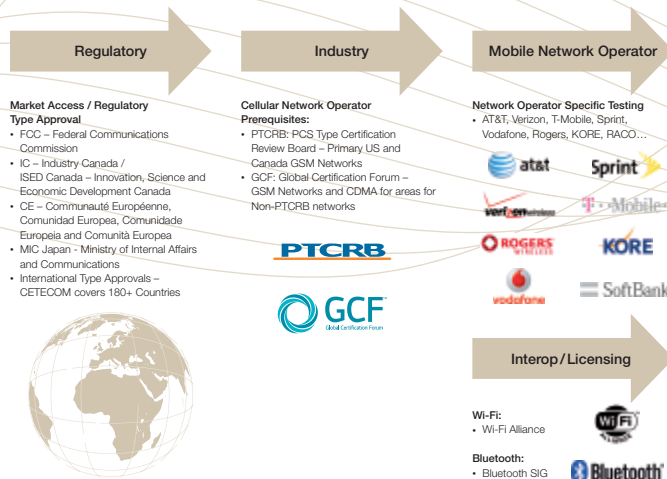 Regulatory
Market Access / Regulatory
Type Approval
• FCC – Federal Communications
Commission
• IC – Industry Canada /
ISED Canada – Innovation, Science and
Economic Development Canada
• CE – Communauté Européenne,
Comunidad Europea, Comunidade
Europeia and Comunità Europea
• MIC Japan - Ministry of Internal Affairs
and Communications
• International Type Approvals –
CETECOM covers 180+ Countries
Industry
Cellular Network Operator
Prerequisites:
• PTCRB: PCS Type Certification
Review Board – Primary US and
Canada GSM Networks
• GCF: Global Certification Forum –
GSM Networks and CDMA for areas for
Non-PTCRB networks
PTCRB
GCF
Global Certification Forum
Mobile Network Operator
Network Operator Specific Testing
• AT&T, Verizon, T-Mobile, Sprint,
Vodafone, Rogers, KORE, RACO…
at&t
Sprint
verizonwireless
T··Mobile·
ROGERS
WIRELESS
KORE
vodafone
SoftBank
Interop / Licensing
Wi-Fi:
• Wi-Fi Alliance
Wi Fi
ALLIANCE
Bluetooth:
• Bluetooth SIG
Bluetooth